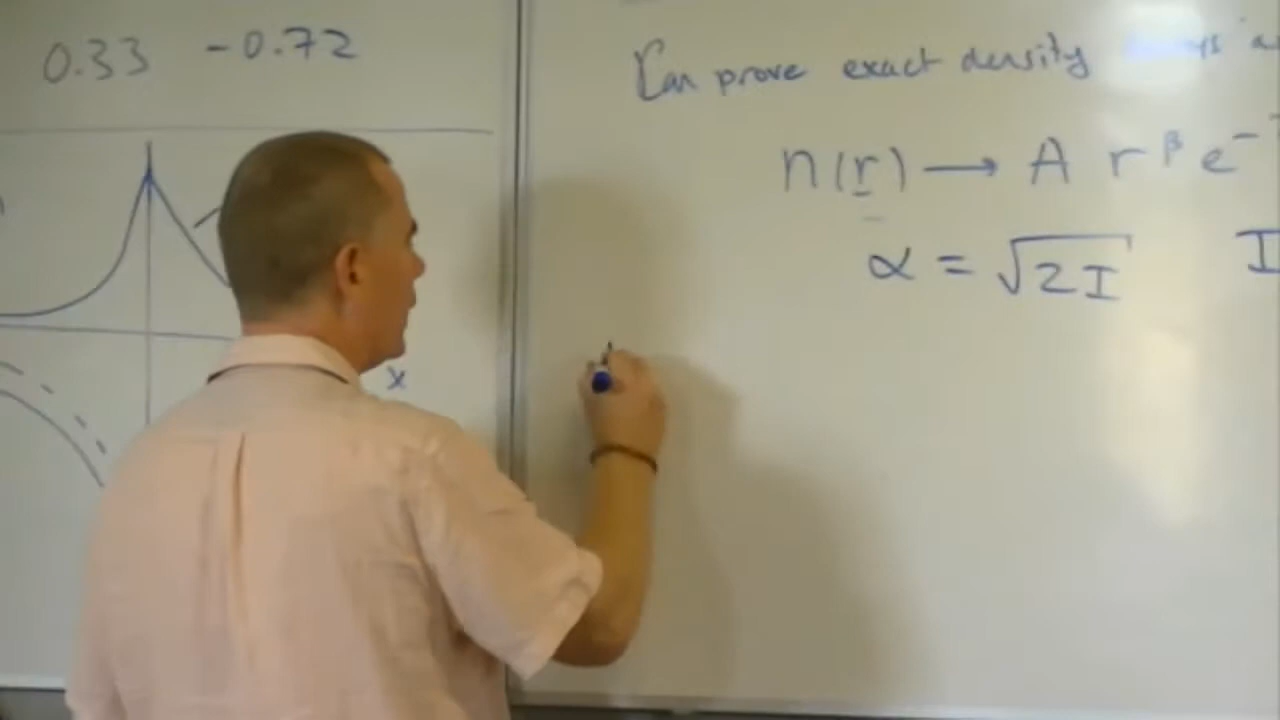 0.33 -0.72
x
Can prove exact density
n(r) → A r^β e^-
α = √2I I